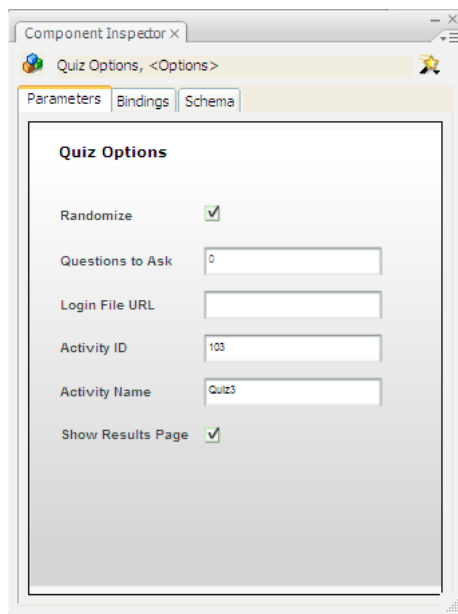 Component Inspector ×
Quiz Options, <Options>
Parameters Bindings Schema
Quiz Options
Randomize
Questions to Ask 0
Login File URL
Activity ID 103
Activity Name Quiz3
Show Results Page